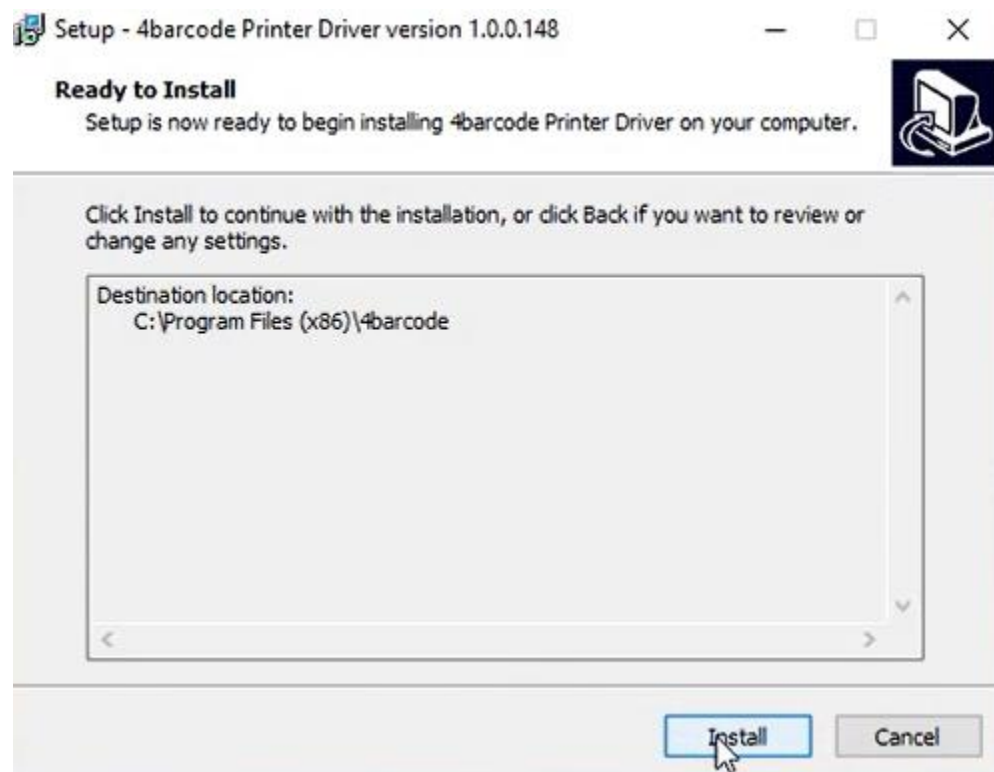 Setup - 4barcode Printer Driver version 1.0.0.148
Ready to Install
Setup is now ready to begin installing 4barcode Printer Driver on your computer.
Click Install to continue with the installation, or click Back if you want to review or
change any settings.
Destination location:
C:\Program Files (x86)\4barcode
Install
Cancel